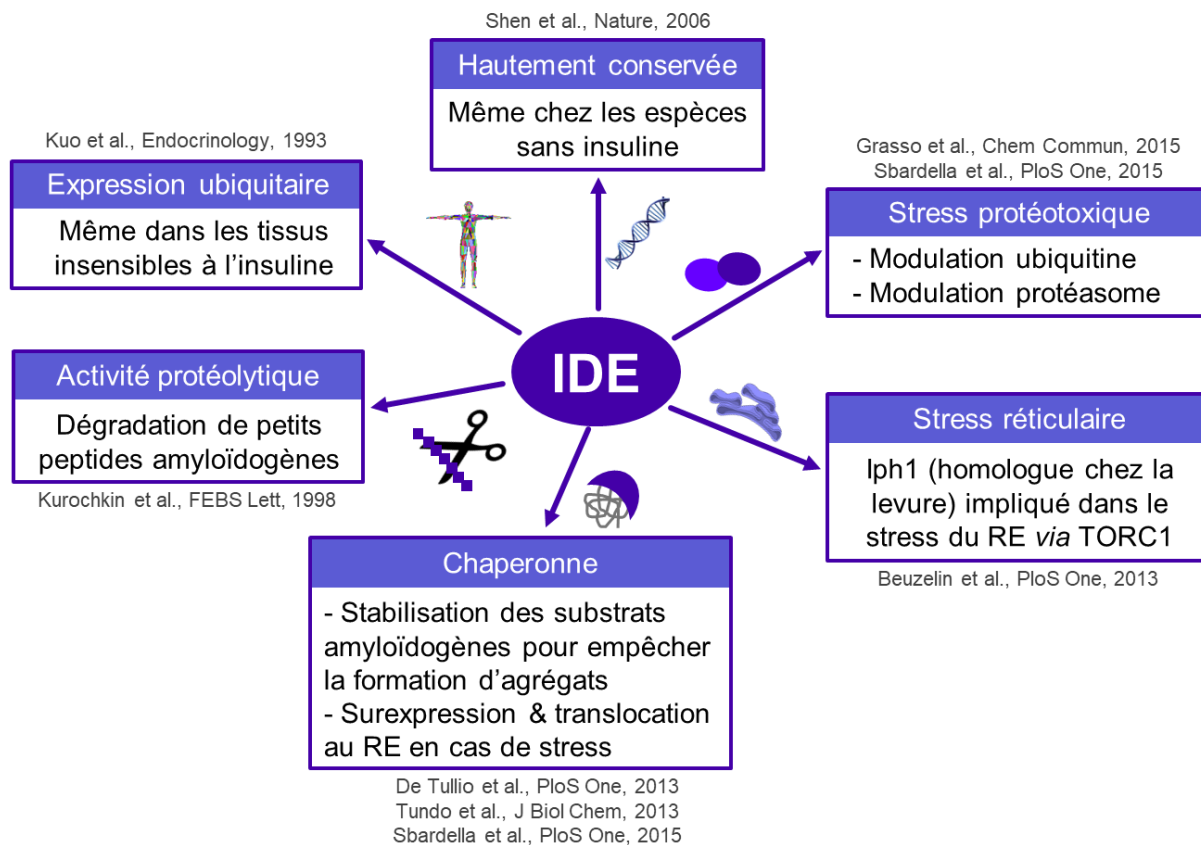 Shen et al., Nature, 2006
Hautement conservée
Même chez les espèces
sans insuline
Kuo et al., Endocrinology, 1993
Expression ubiquitaire
Même dans les tissus
insensibles à l’insuline
Grasso et al., Chem Commun, 2015
Sbardella et al., PloS One, 2015
Stress protéotoxique
- Modulation ubiquitine
- Modulation protéasome
IDE
Activité protéolytique
Dégradation de petits
peptides amyloïdogènes
Kurochkin et al., FEBS Lett, 1998
Stress réticulaire
Iph1 (homologue chez la
levure) impliqué dans le
stress du RE via TORC1
Beuzelin et al., PloS One, 2013
Chaperonne
- Stabilisation des substrats
amyloïdogènes pour empêcher
la formation d’agrégats
- Surexpression & translocation
au RE en cas de stress
De Tullio et al., PloS One, 2013
Tundo et al., J Biol Chem, 2013
Sbardella et al., PloS One, 2015